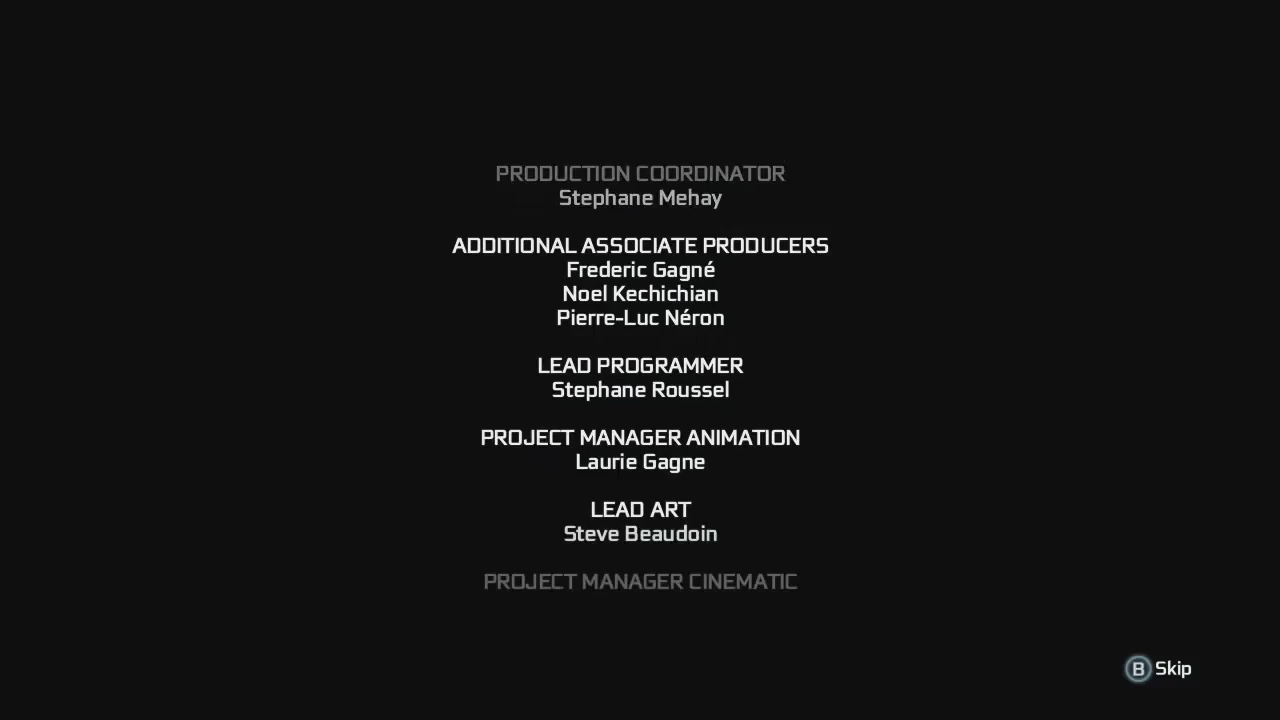 PRODUCTION COORDINATOR
Stephane Mehay
ADDITIONAL ASSOCIATE PRODUCERS
Frederic Gagné
Noel Kechichian
Pierre-Luc Néron
LEAD PROGRAMMER
Stephane Roussel
PROJECT MANAGER ANIMATION
Laurie Gagne
LEAD ART
Steve Beaudoin
PROJECT MANAGER CINEMATIC
B Skip